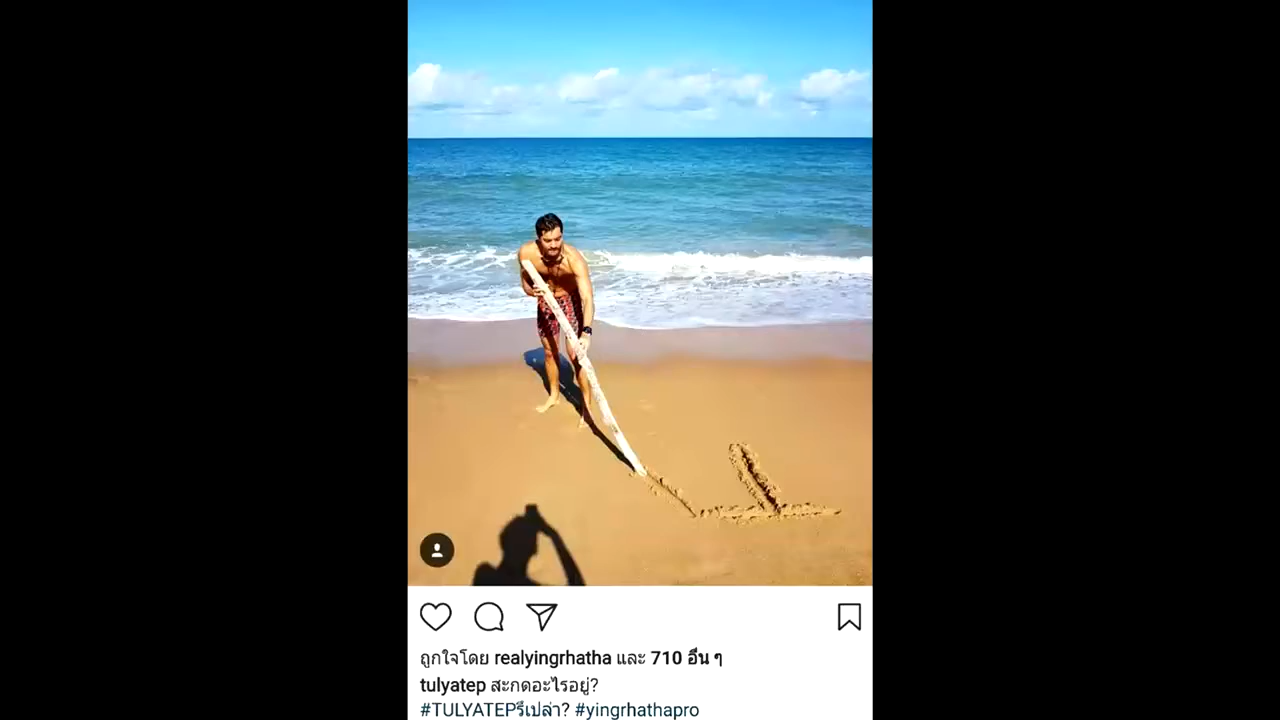 ถูกใจโดย realyingrhatha และ 710 อื่น ๆ
tulyatep สะกดอะไรอยู่?
#TULYATEPรึเปล่า? #yingrhathapro